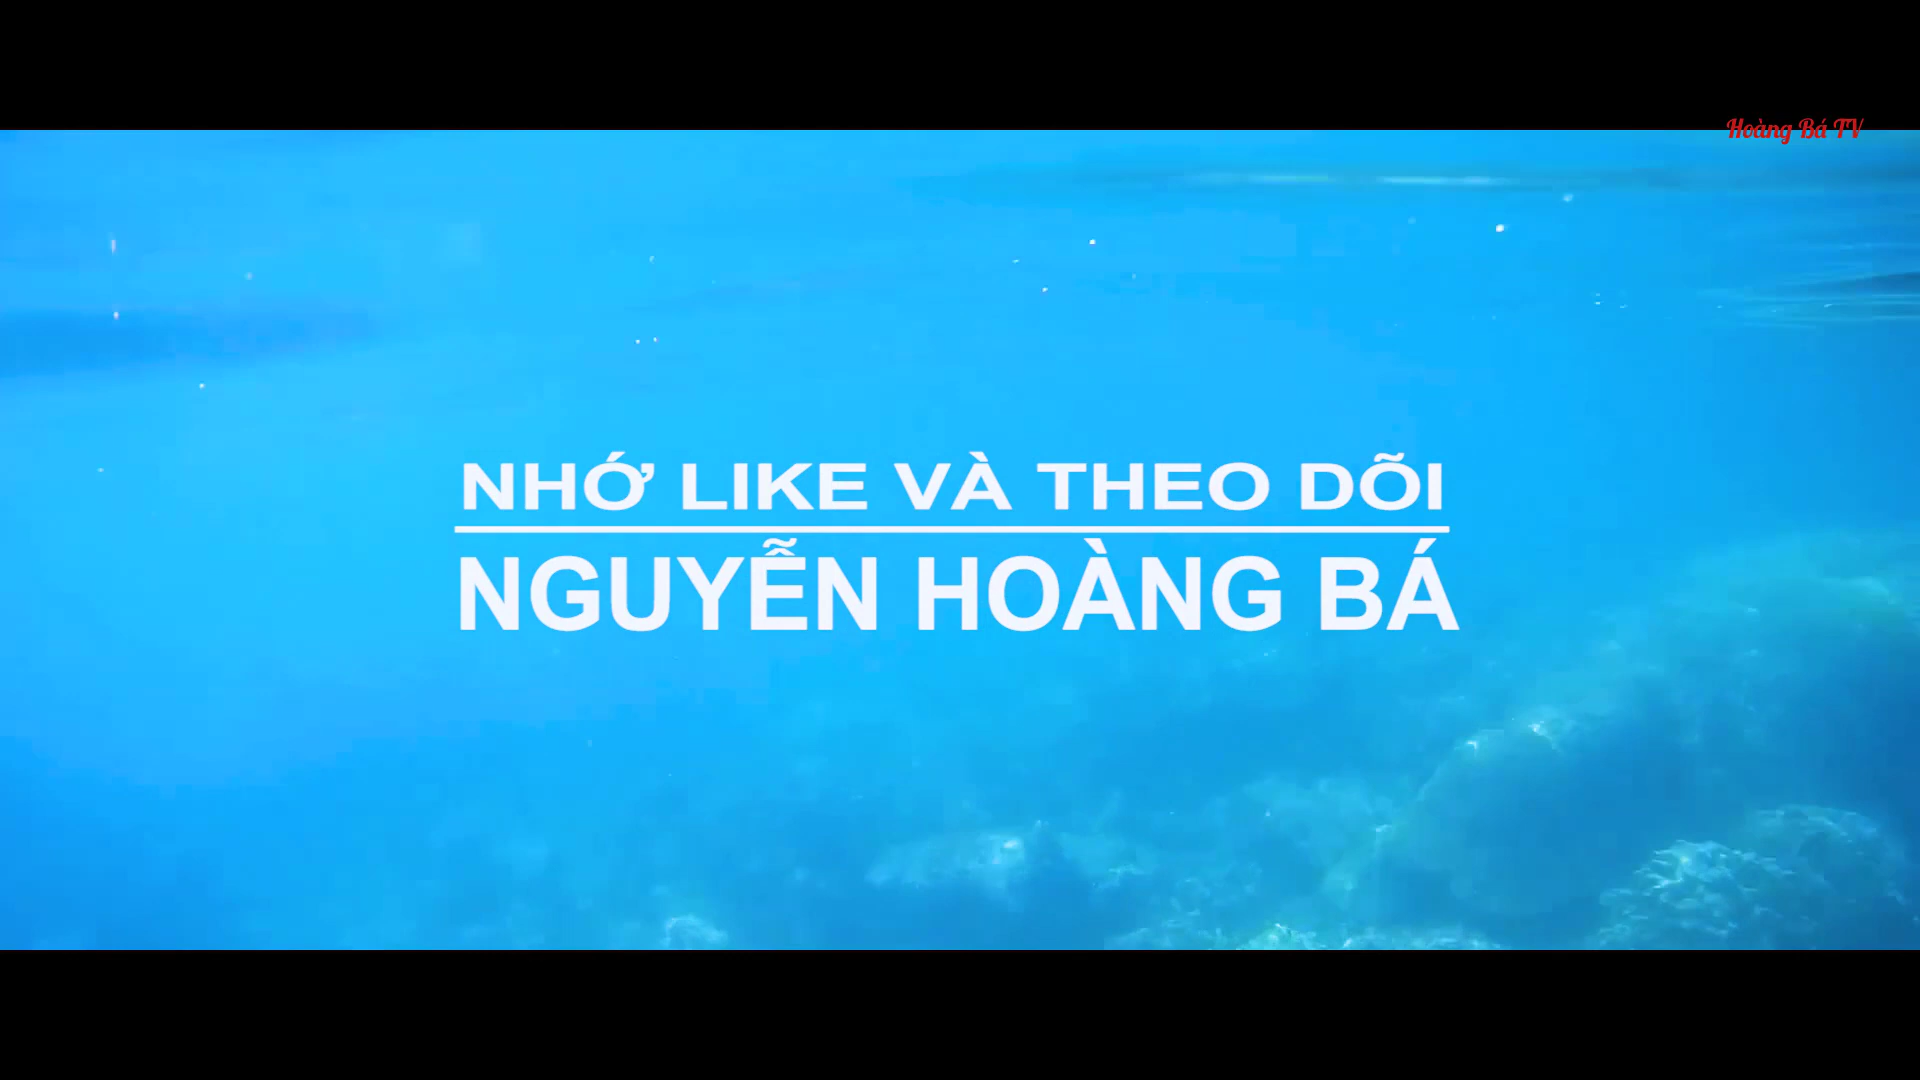 Hoàng Bá TV
NHỚ LIKE VÀ THEO DÕI
NGUYỄN HOÀNG BÁ